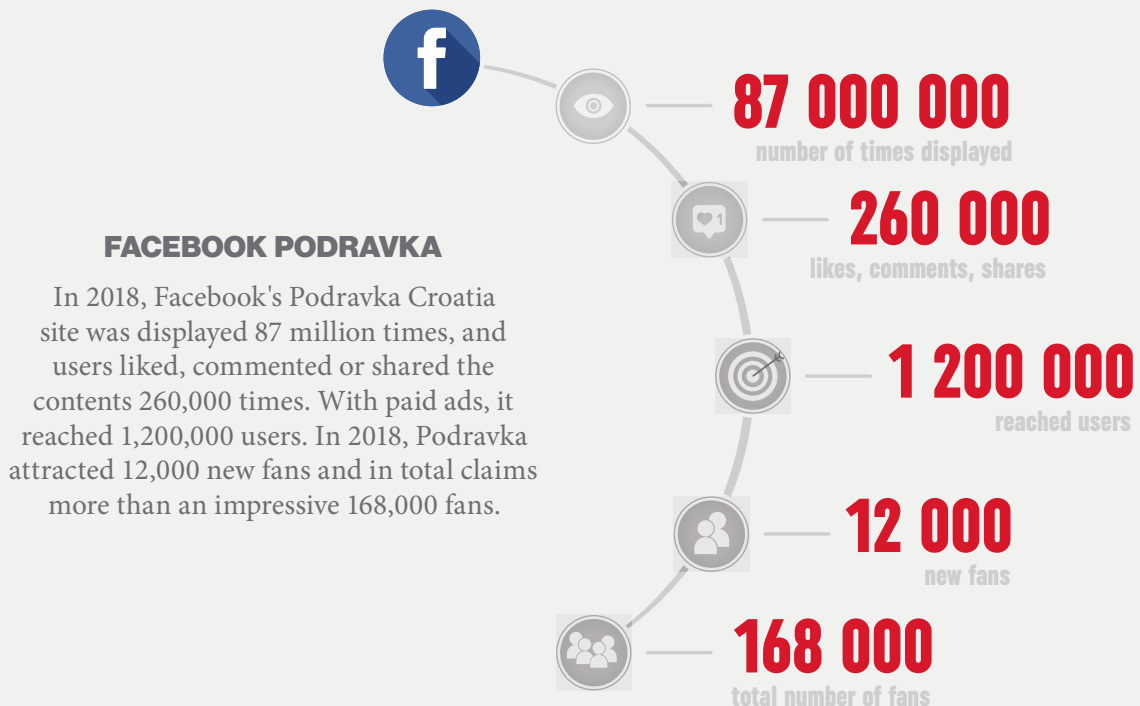 f
87 000 000
number of times displayed
1
260 000
likes, comments, shares
FACEBOOK PODRAVKA
In 2018, Facebook's Podravka Croatia
site was displayed 87 million times, and
users liked, commented or shared the
contents 260,000 times. With paid ads, it
reached 1,200,000 users. In 2018, Podravka
attracted 12,000 new fans and in total claims
more than an impressive 168,000 fans.
1 200 000
reached users
12 000
new fans
168 000
total number of fans